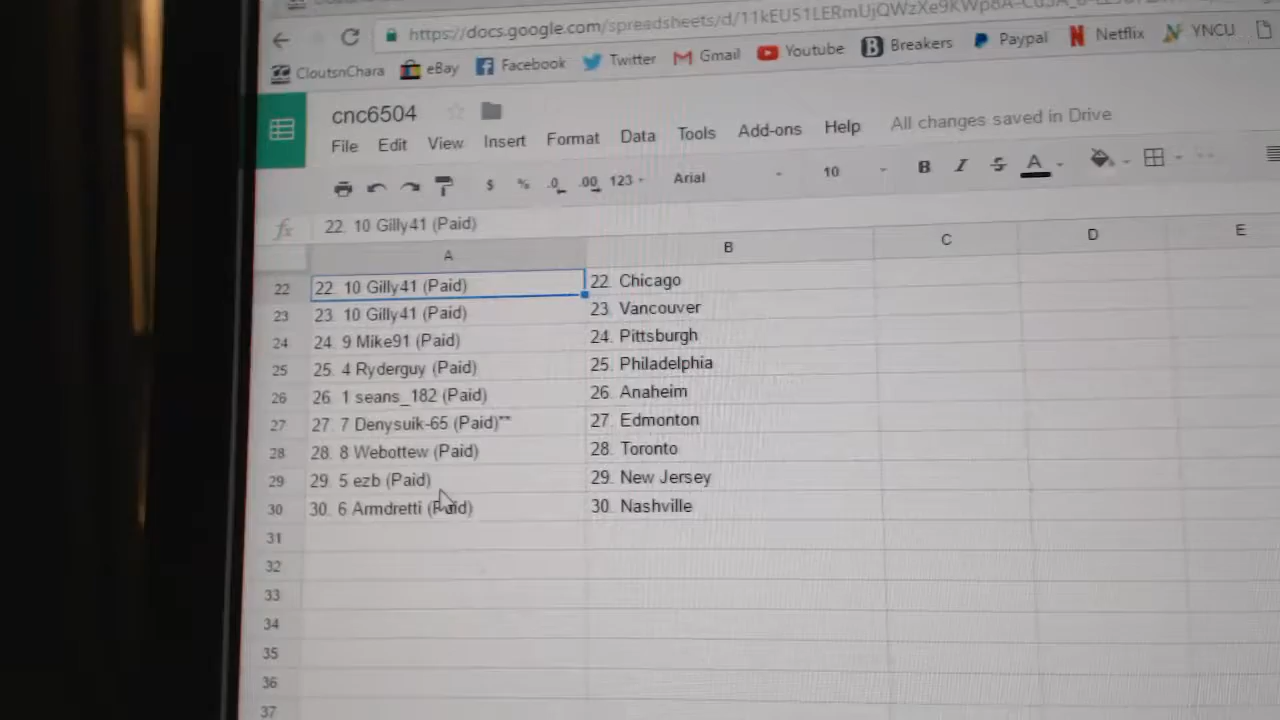 https://docs.google.com/spreadsheets/d/11kEU51LERmUjQWzXe9KWp8A-
CloutsnChara eBay Facebook Twitter Gmail Youtube Breakers Paypal Netflix YNCU
cnc6504
File Edit View Insert Format Data Tools Add-ons Help All changes saved in Drive
$ % .0 .00 123 Arial 10 B I S A
fx 22. 10 Gilly41 (Paid)
A B C D E
22 22. 10 Gilly41 (Paid) 22. Chicago
23 23. 10 Gilly41 (Paid) 23. Vancouver
24 24. 9 Mike91 (Paid) 24. Pittsburgh
25 25. 4 Ryderguy (Paid) 25. Philadelphia
26 26. 1 seans_182 (Paid) 26. Anaheim
27 27. 7 Denysuik-65 (Paid)** 27. Edmonton
28 28. 8 Webottew (Paid) 28. Toronto
29 29. 5 ezb (Paid) 29. New Jersey
30 30. 6 Armdretti (Paid) 30. Nashville
31
32
33
34
35
36
37